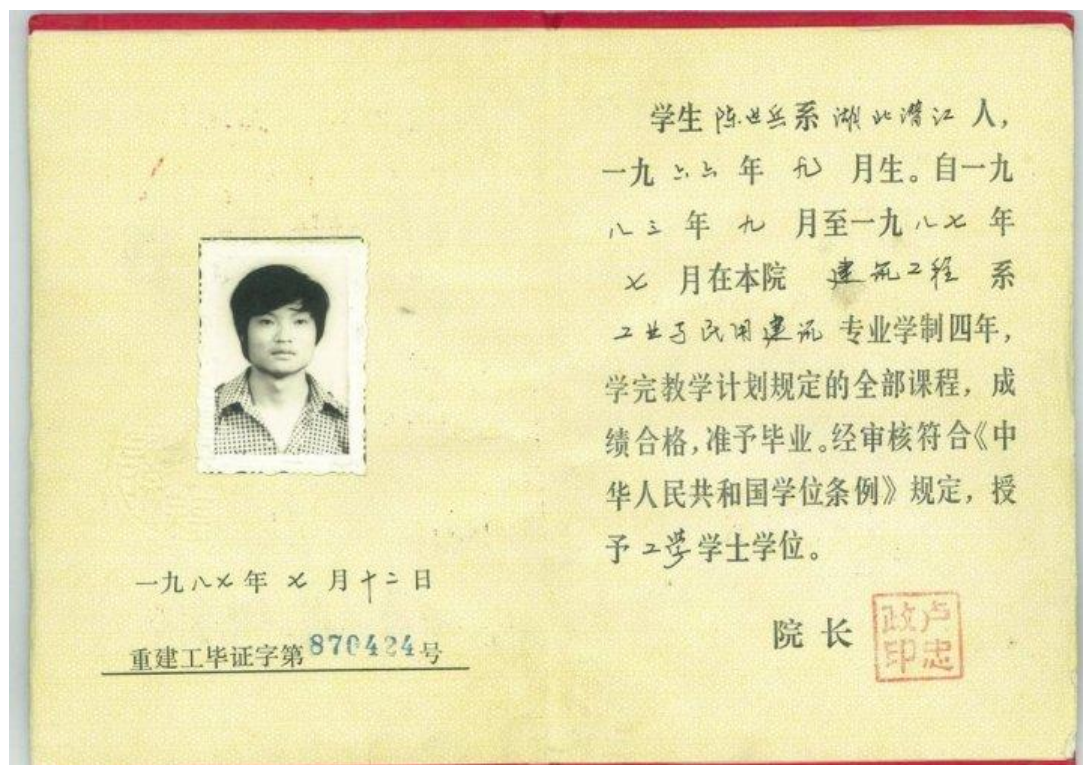 一九八七年七月十二日
重建工毕证字第870424号
学生陈世岳系湖北潜江人，
一九六六年九月生。自一九
八三年九月至一九八七年
七月在本院建筑工程系
工业与民用建筑专业学制四年，
学完教学计划规定的全部课程，成
绩合格，准予毕业。经审核符合《中
华人民共和国学位条例》规定，授
予工学学士学位。
院长
卢忠政印